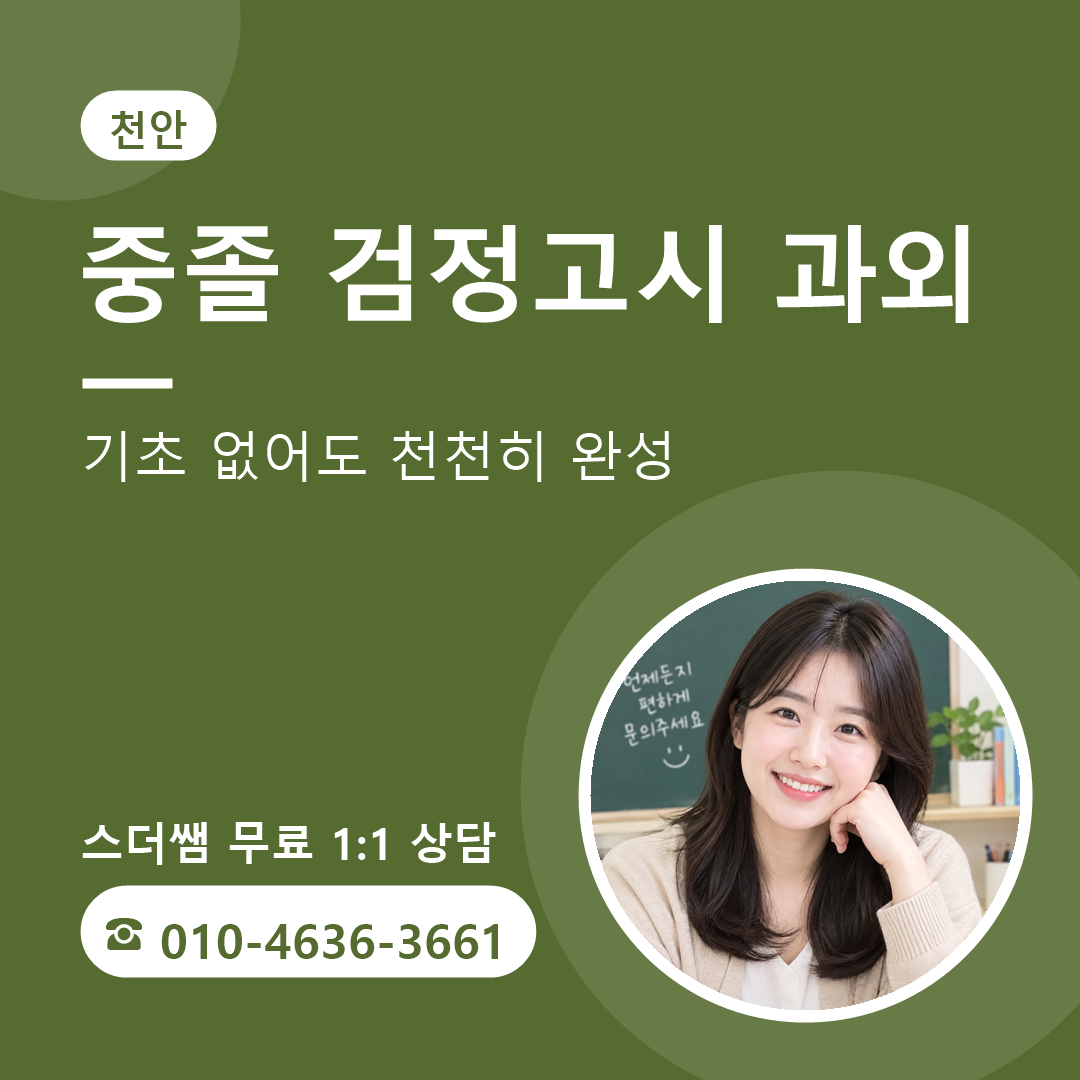 천안
중졸 검정고시 과외
기초 없어도 천천히 완성
언제든지
편하게
문의주세요
스더쌤 무료 1:1 상담
☎ 010-4636-3661